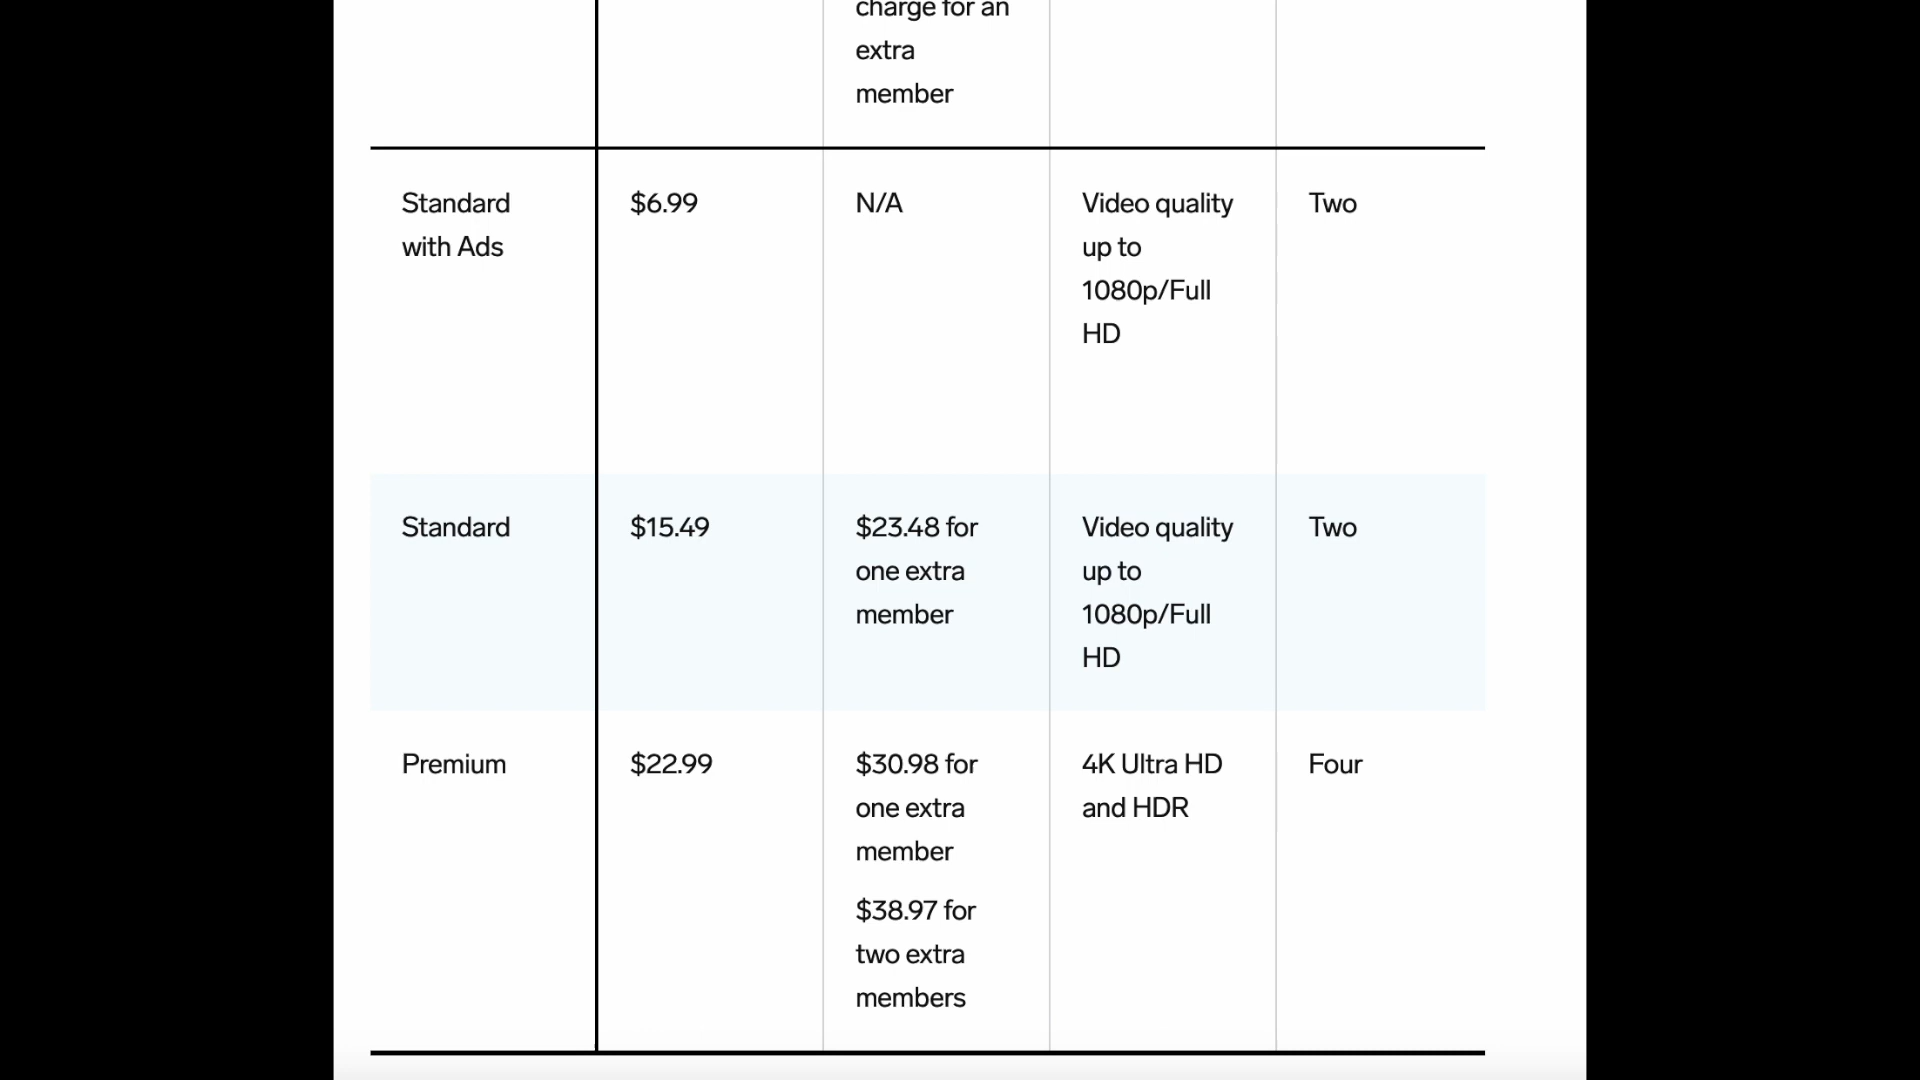 charge for an
extra
member
Standard
with Ads
$6.99
N/A
Video quality
up to
1080p/Full
HD
Two
Standard
$15.49
$23.48 for
one extra
member
Video quality
up to
1080p/Full
HD
Two
Premium
$22.99
$30.98 for
one extra
member
$38.97 for
two extra
members
4K Ultra HD
and HDR
Four